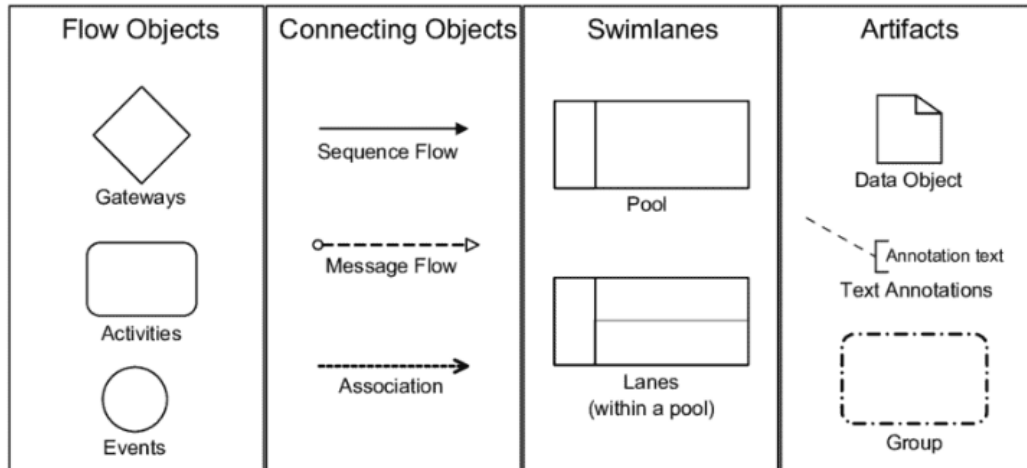 Flow Objects
Gateways
Activities
Events
Connecting Objects
Sequence Flow
Message Flow
Association
Swimlanes
Pool
Lanes
(within a pool)
Artifacts
Data Object
Annotation text
Text Annotations
Group